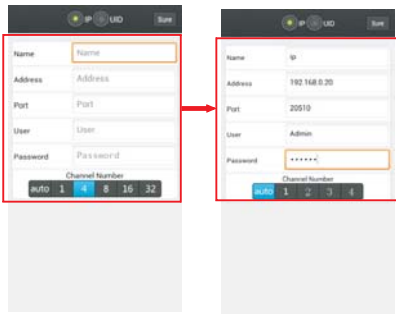 IP UID Sure
Name Name
Address Address
Port Port
User User
Password Password
Channel Number
auto 1 4 8 16 32
IP UID Sure
Name ip
Address 192.168.0.20
Port 20510
User Admin
Password ••••••
Channel Number
auto 1 2 3 4